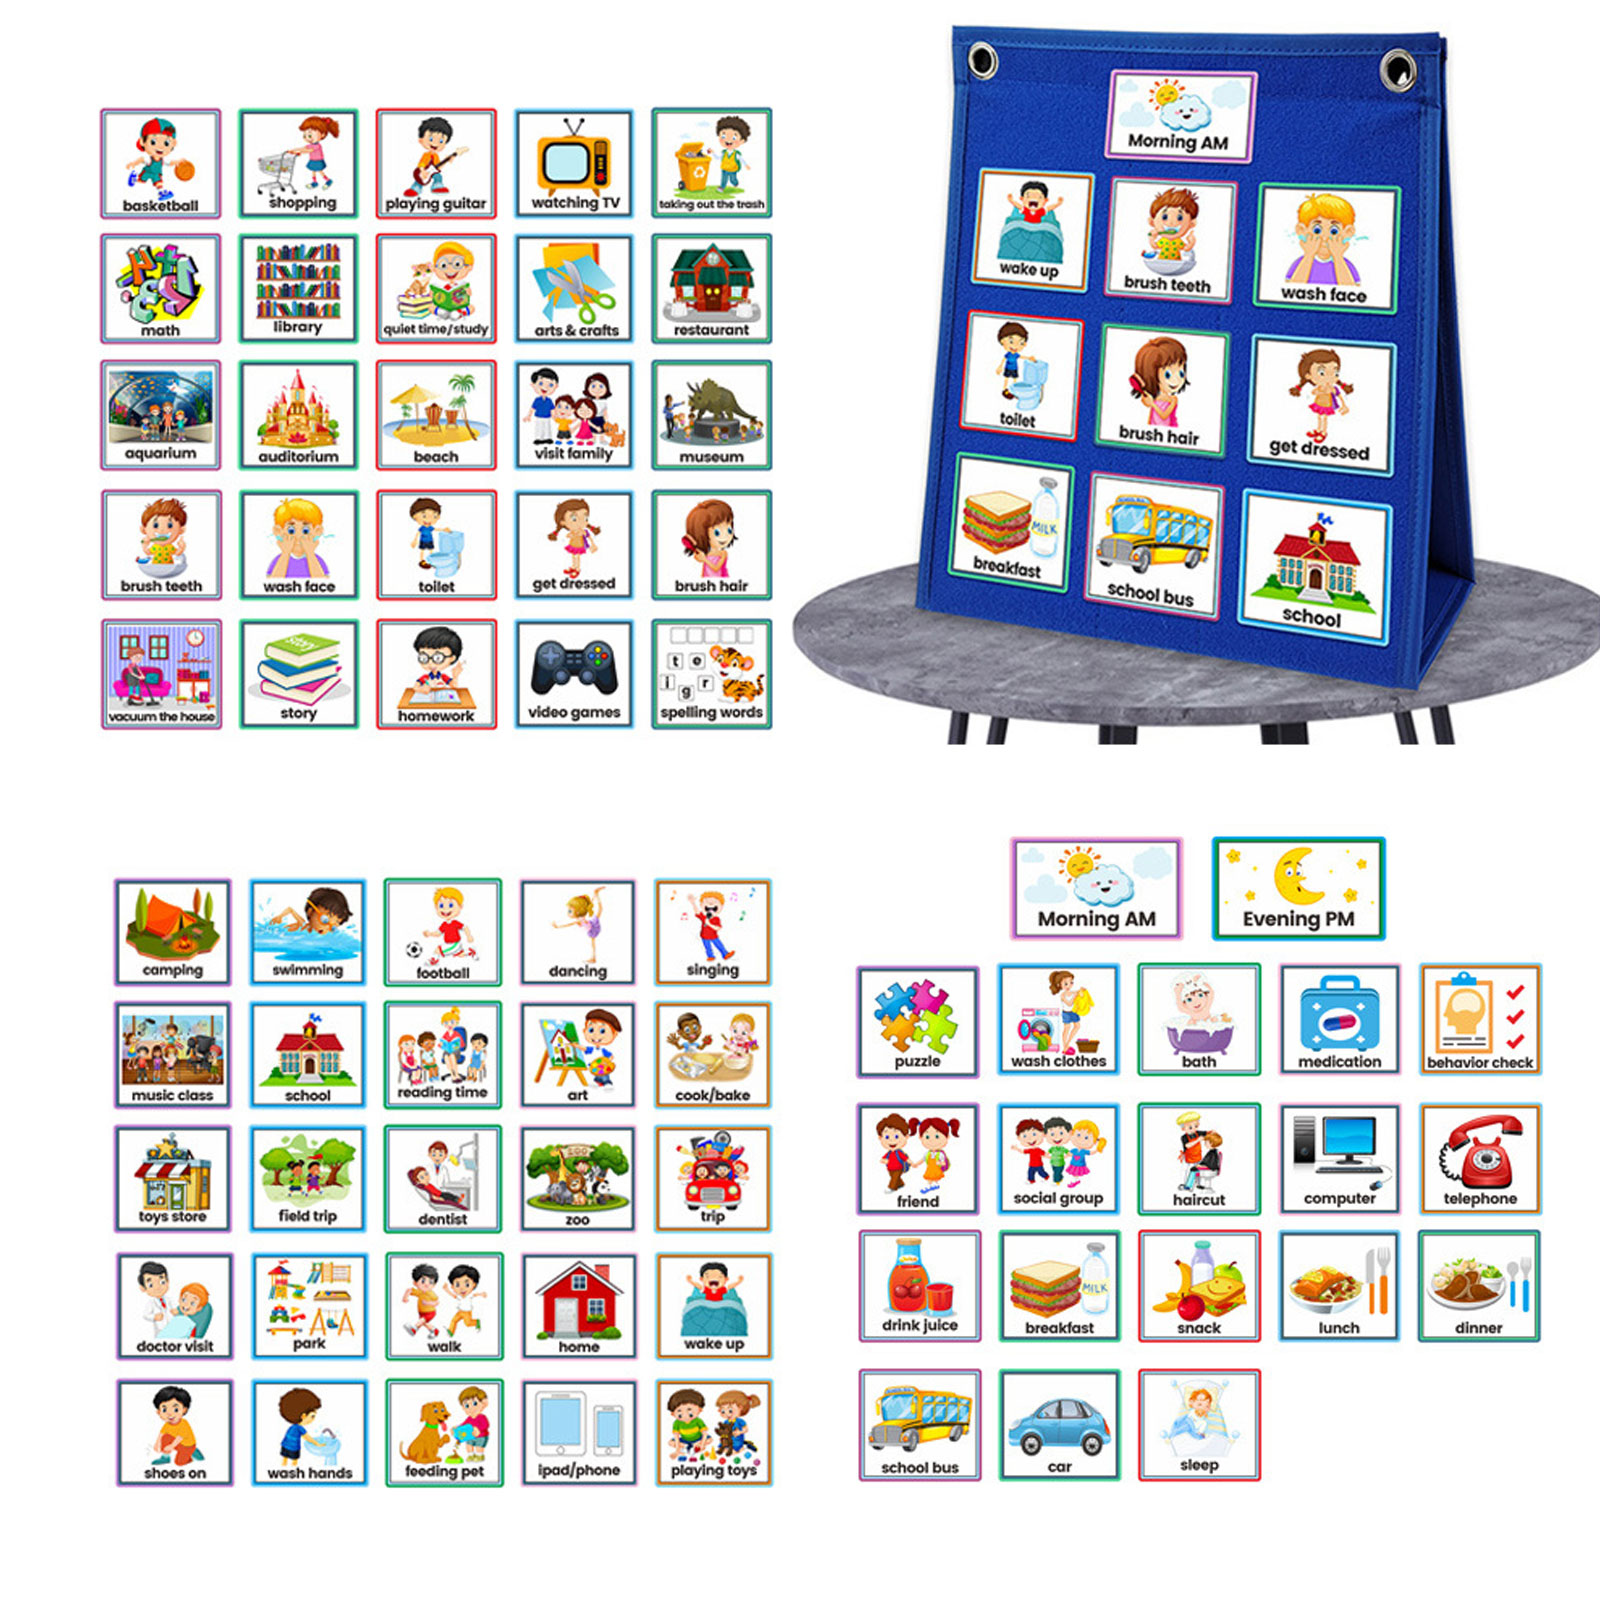 basketball
shopping
playing guitar
watching TV
taking out the trash
math
library
quiet time/study
arts & crafts
restaurant
aquarium
auditorium
beach
visit family
museum
brush teeth
wash face
toilet
get dressed
brush hair
vacuum the house
story
story
homework
video games
t e
i g r
spelling words
Morning AM
wake up
brush teeth
wash face
toilet
brush hair
get dressed
MILK
breakfast
school bus
school
camping
swimming
football
dancing
singing
music class
school
reading time
art
cook/bake
toys store
field trip
dentist
ZOO
zoo
trip
doctor visit
park
walk
home
wake up
shoes on
wash hands
feeding pet
ipad/phone
playing toys
Morning AM
Evening PM
puzzle
wash clothes
bath
medication
behavior check
friend
social group
haircut
computer
telephone
drink juice
MILK
breakfast
snack
lunch
dinner
school bus
car
sleep